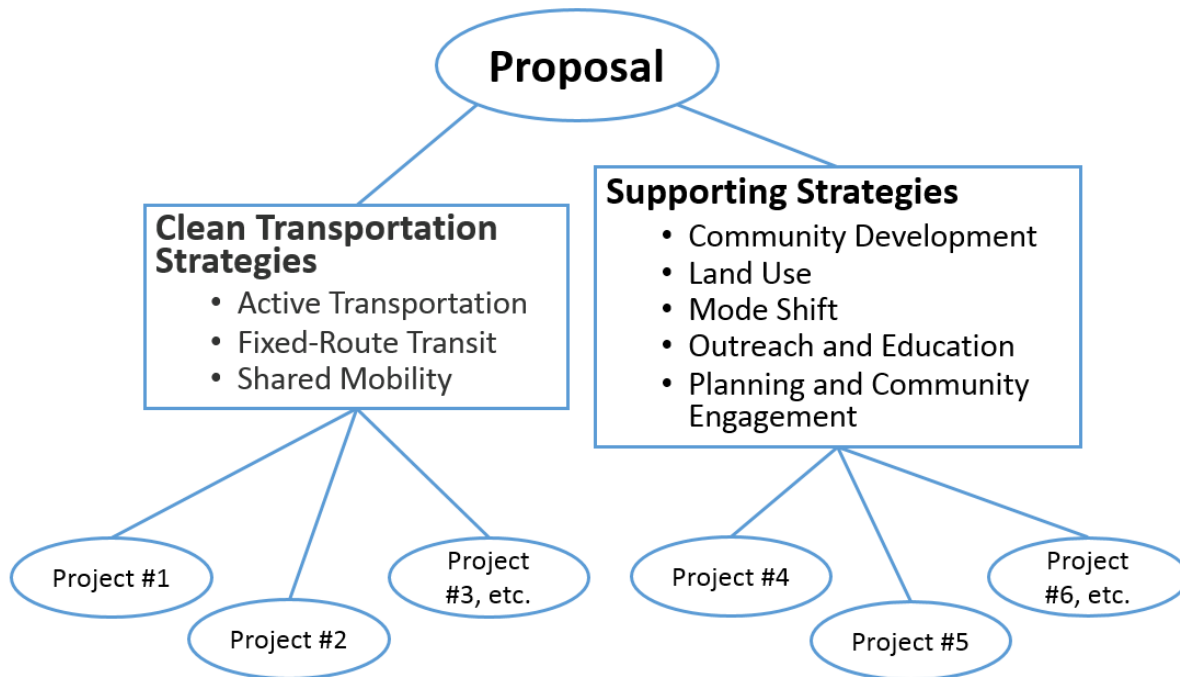 Proposal
Clean Transportation
Strategies
• Active Transportation
• Fixed-Route Transit
• Shared Mobility
Supporting Strategies
• Community Development
• Land Use
• Mode Shift
• Outreach and Education
• Planning and Community
Engagement
Project #1
Project #2
Project
#3, etc.
Project #4
Project #5
Project
#6, etc.